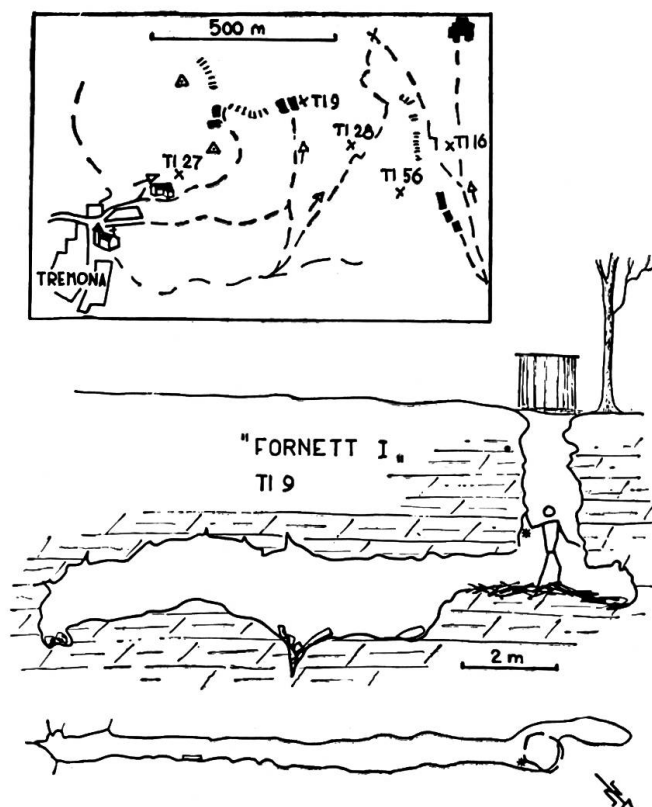 500 m
TI 9
TI 28
TI 16
TI 27
TI 56
TREMONA
"FORNETT I"
TI 9
2 m
N